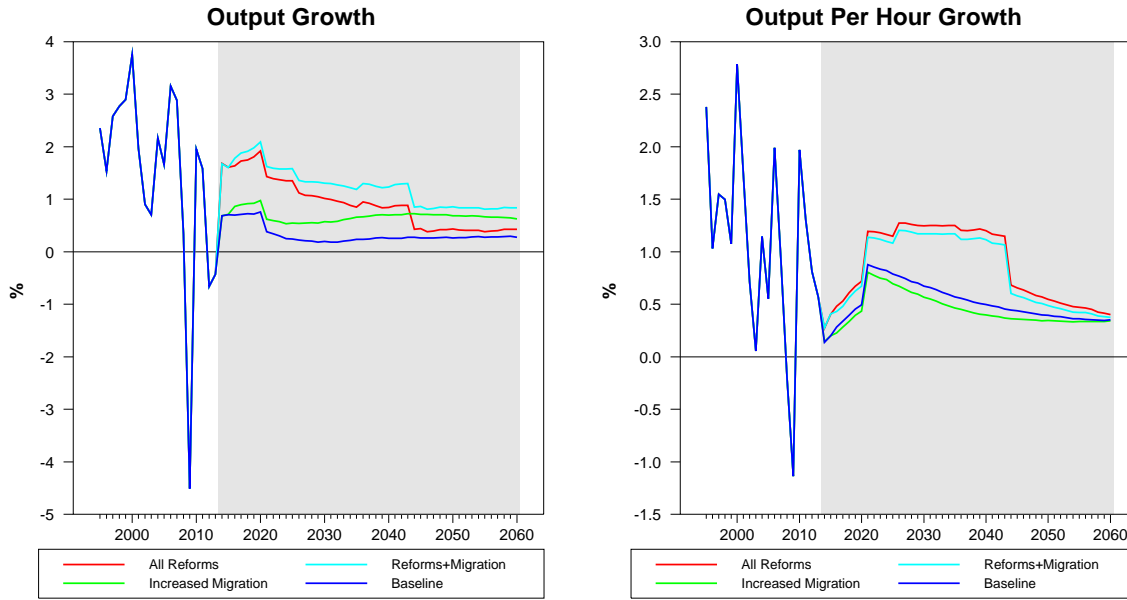 Output Growth
4
3
2
1
0
-1
-2
-3
-4
-5
%
2000 2010 2020 2030 2040 2050 2060
All Reforms Reforms+Migration
Increased Migration Baseline
Output Per Hour Growth
3.0
2.5
2.0
1.5
1.0
0.5
0.0
-0.5
-1.0
-1.5
%
2000 2010 2020 2030 2040 2050 2060
All Reforms Reforms+Migration
Increased Migration Baseline